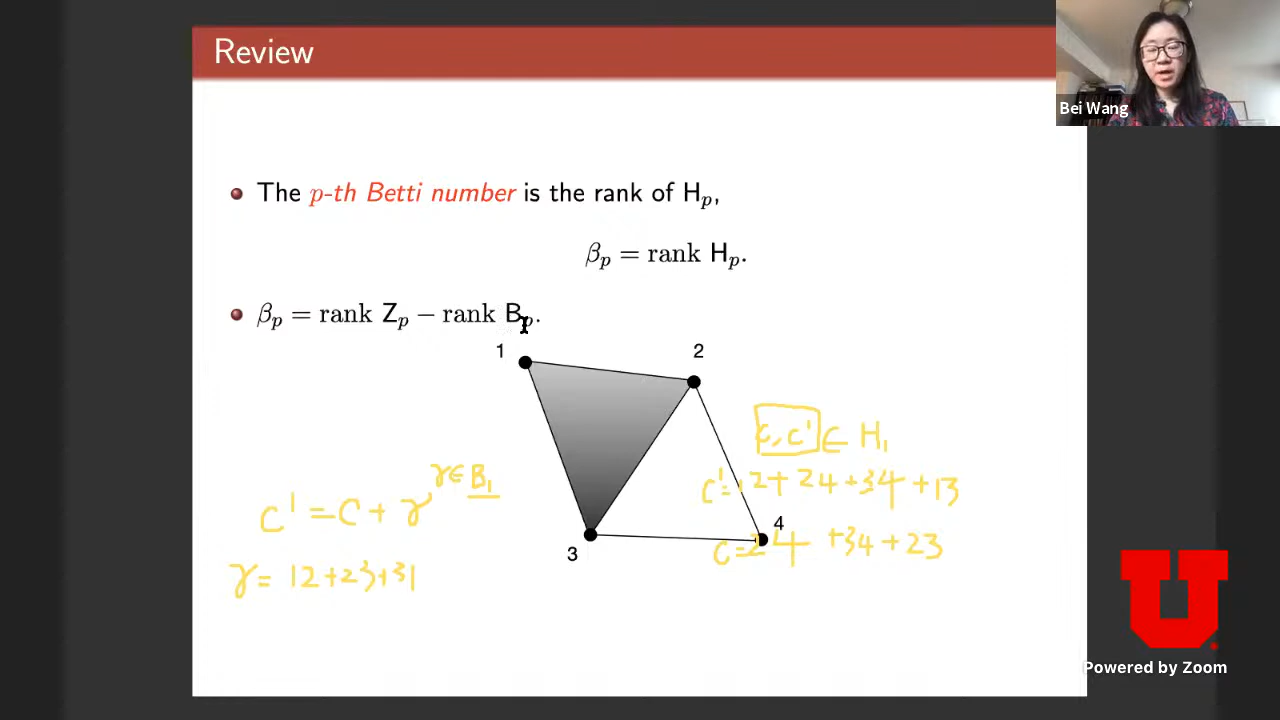 Review
Bei Wang
The p-th Betti number is the rank of Hₚ,
βₚ = rank Hₚ.
βₚ = rank Zₚ − rank Bₚ.
1
2
c, c' ∈ H₁
γ ∈ B₁
c' = 12 + 24 + 34 + 13
c' = c + γ
4
c = 24 + 34 + 23
3
γ = 12 + 23 + 31
U
Powered by Zoom